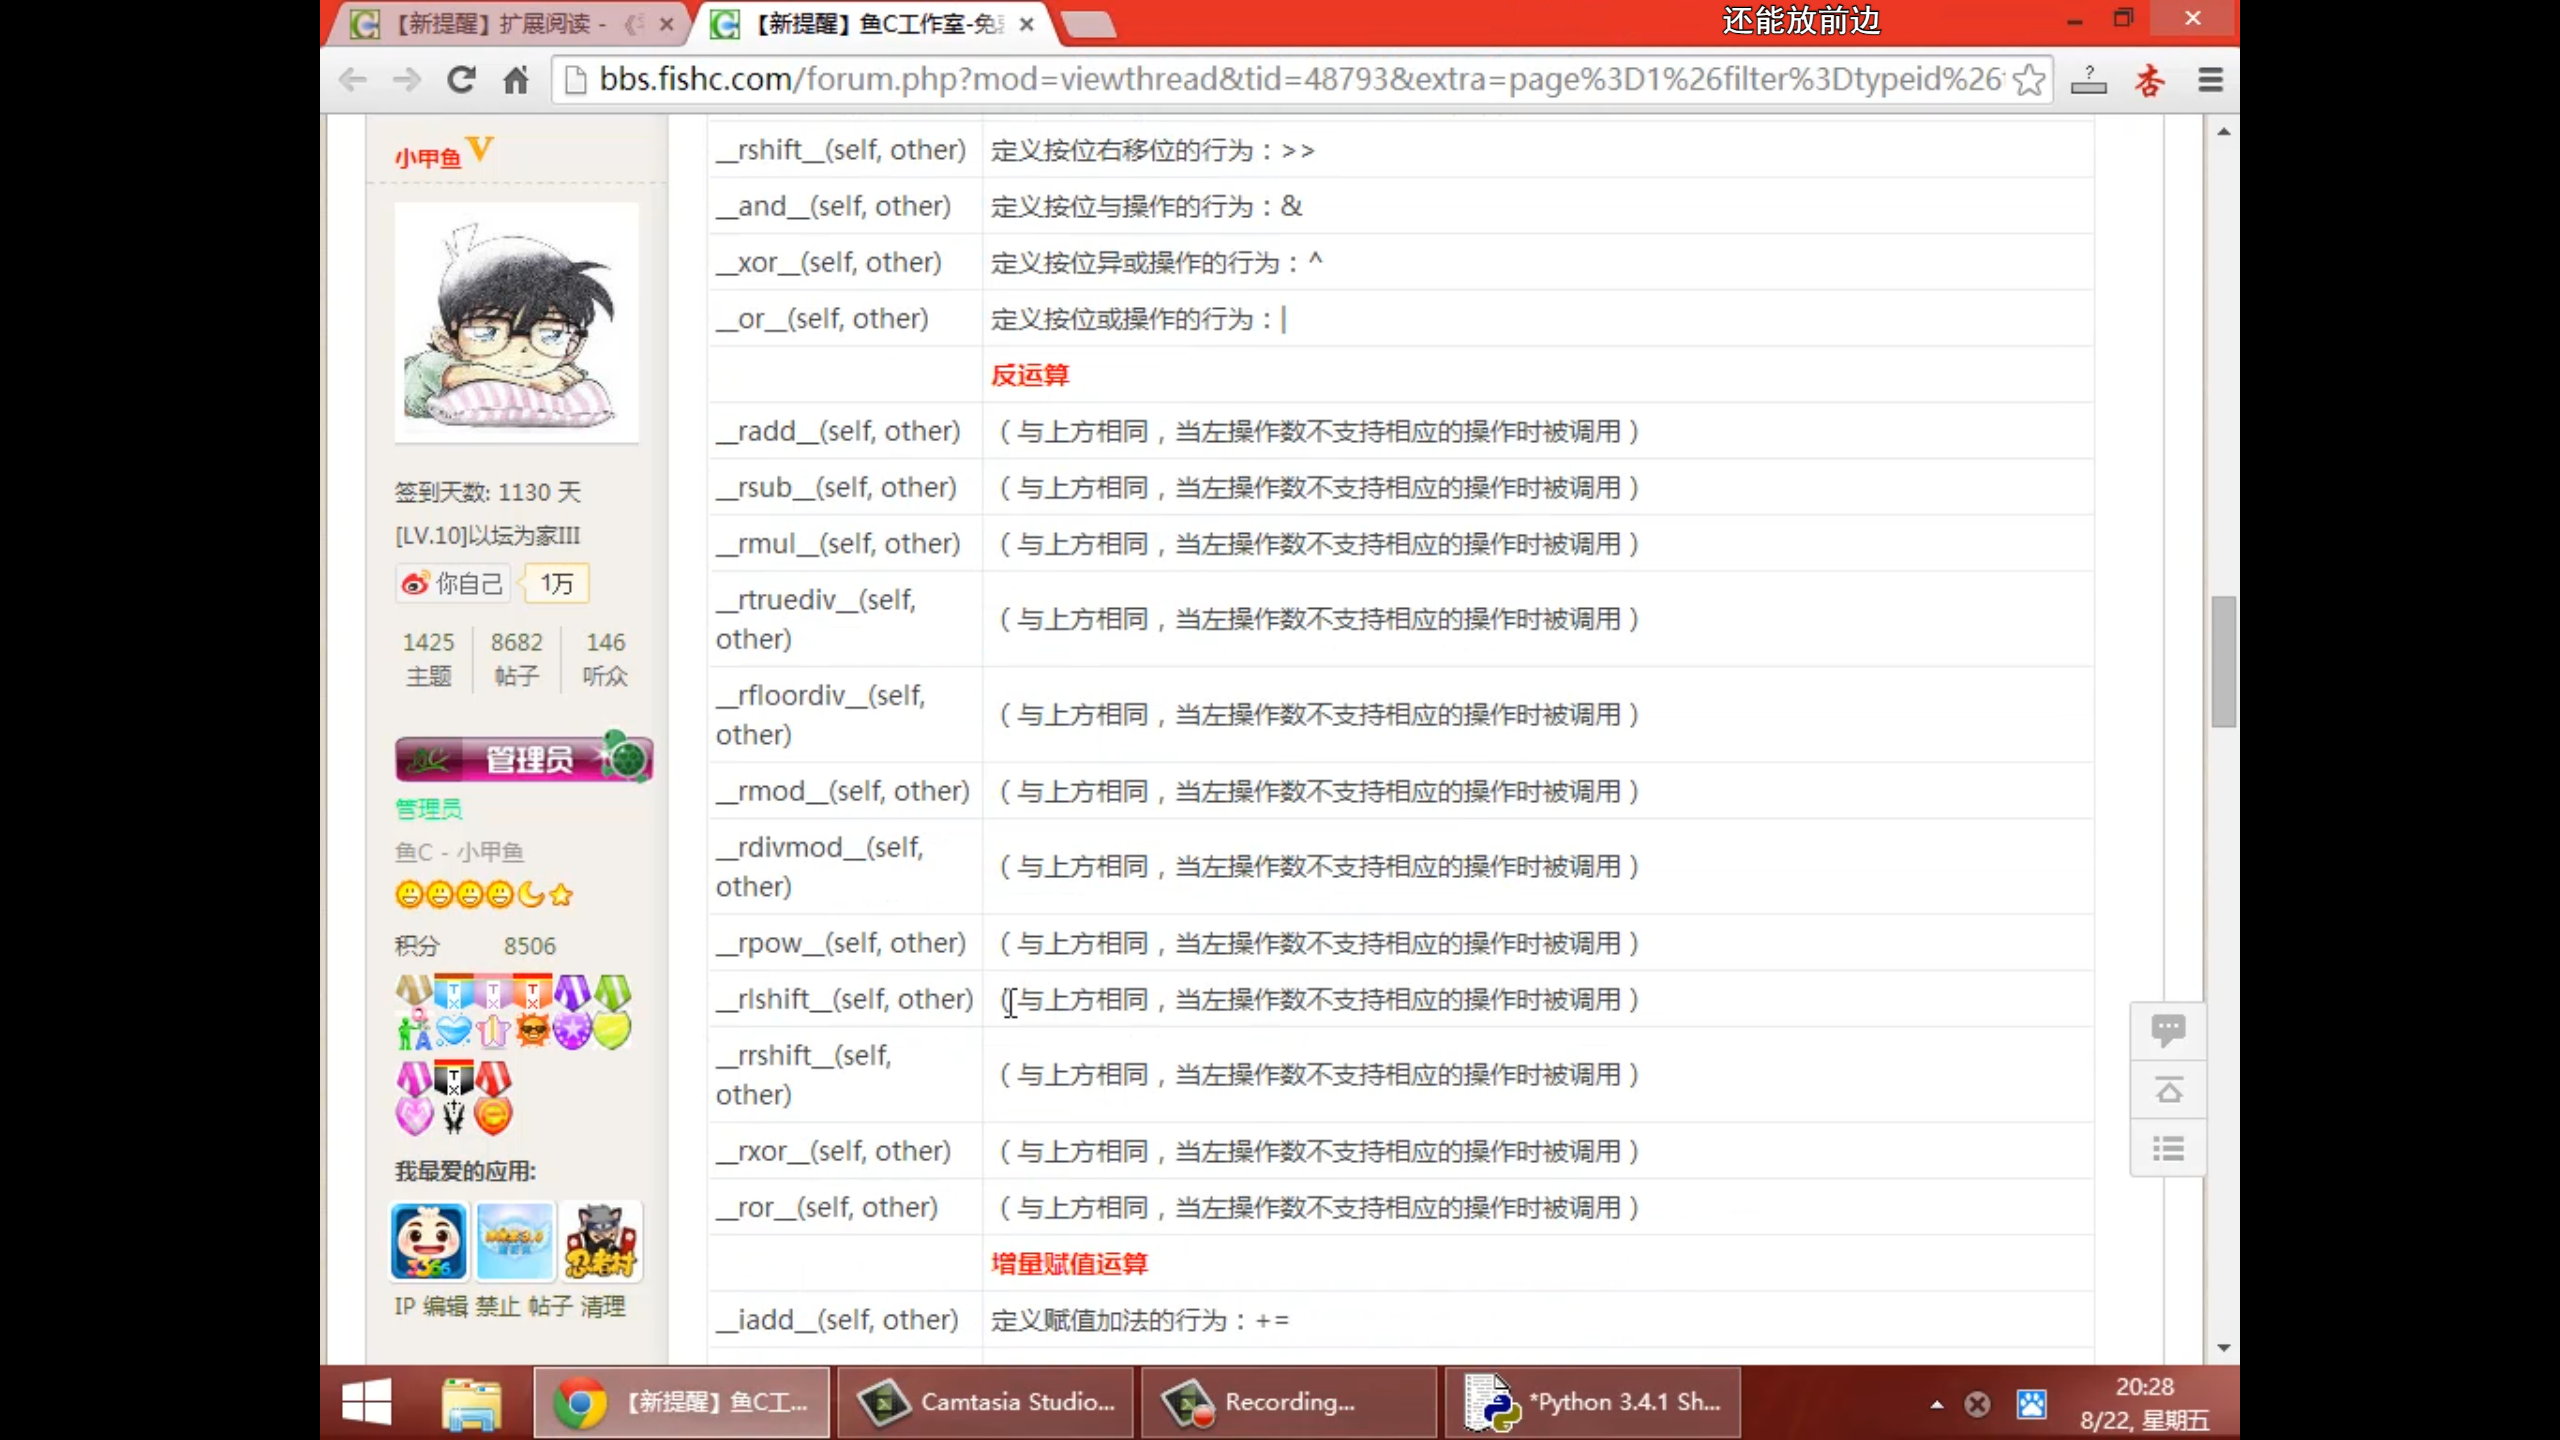 【新提醒】扩展阅读 - 《
【新提醒】鱼C工作室-免
还能放前边
bbs.fishc.com/forum.php?mod=viewthread&tid=48793&extra=page%3D1%26filter%3Dtypeid%26
小甲鱼
签到天数: 1130 天
[LV.10]以坛为家III
你自己 1万
1425 8682 146
主题 帖子 听众
管理员
管理员
鱼C - 小甲鱼
积分 8506
我最爱的应用:
3366
忍者村
IP 编辑 禁止 帖子 清理
__rshift__(self, other) 定义按位右移位的行为：>>
__and__(self, other) 定义按位与操作的行为：&
__xor__(self, other) 定义按位异或操作的行为：^
__or__(self, other) 定义按位或操作的行为：|
反运算
__radd__(self, other) （与上方相同，当左操作数不支持相应的操作时被调用）
__rsub__(self, other) （与上方相同，当左操作数不支持相应的操作时被调用）
__rmul__(self, other) （与上方相同，当左操作数不支持相应的操作时被调用）
__rtruediv__(self,
other) （与上方相同，当左操作数不支持相应的操作时被调用）
__rfloordiv__(self,
other) （与上方相同，当左操作数不支持相应的操作时被调用）
__rmod__(self, other) （与上方相同，当左操作数不支持相应的操作时被调用）
__rdivmod__(self,
other) （与上方相同，当左操作数不支持相应的操作时被调用）
__rpow__(self, other) （与上方相同，当左操作数不支持相应的操作时被调用）
__rlshift__(self, other) （与上方相同，当左操作数不支持相应的操作时被调用）
__rrshift__(self,
other) （与上方相同，当左操作数不支持相应的操作时被调用）
__rxor__(self, other) （与上方相同，当左操作数不支持相应的操作时被调用）
__ror__(self, other) （与上方相同，当左操作数不支持相应的操作时被调用）
增量赋值运算
__iadd__(self, other) 定义赋值加法的行为：+=
【新提醒】鱼C工...
Camtasia Studio...
Recording...
*Python 3.4.1 Sh...
20:28
8/22, 星期五